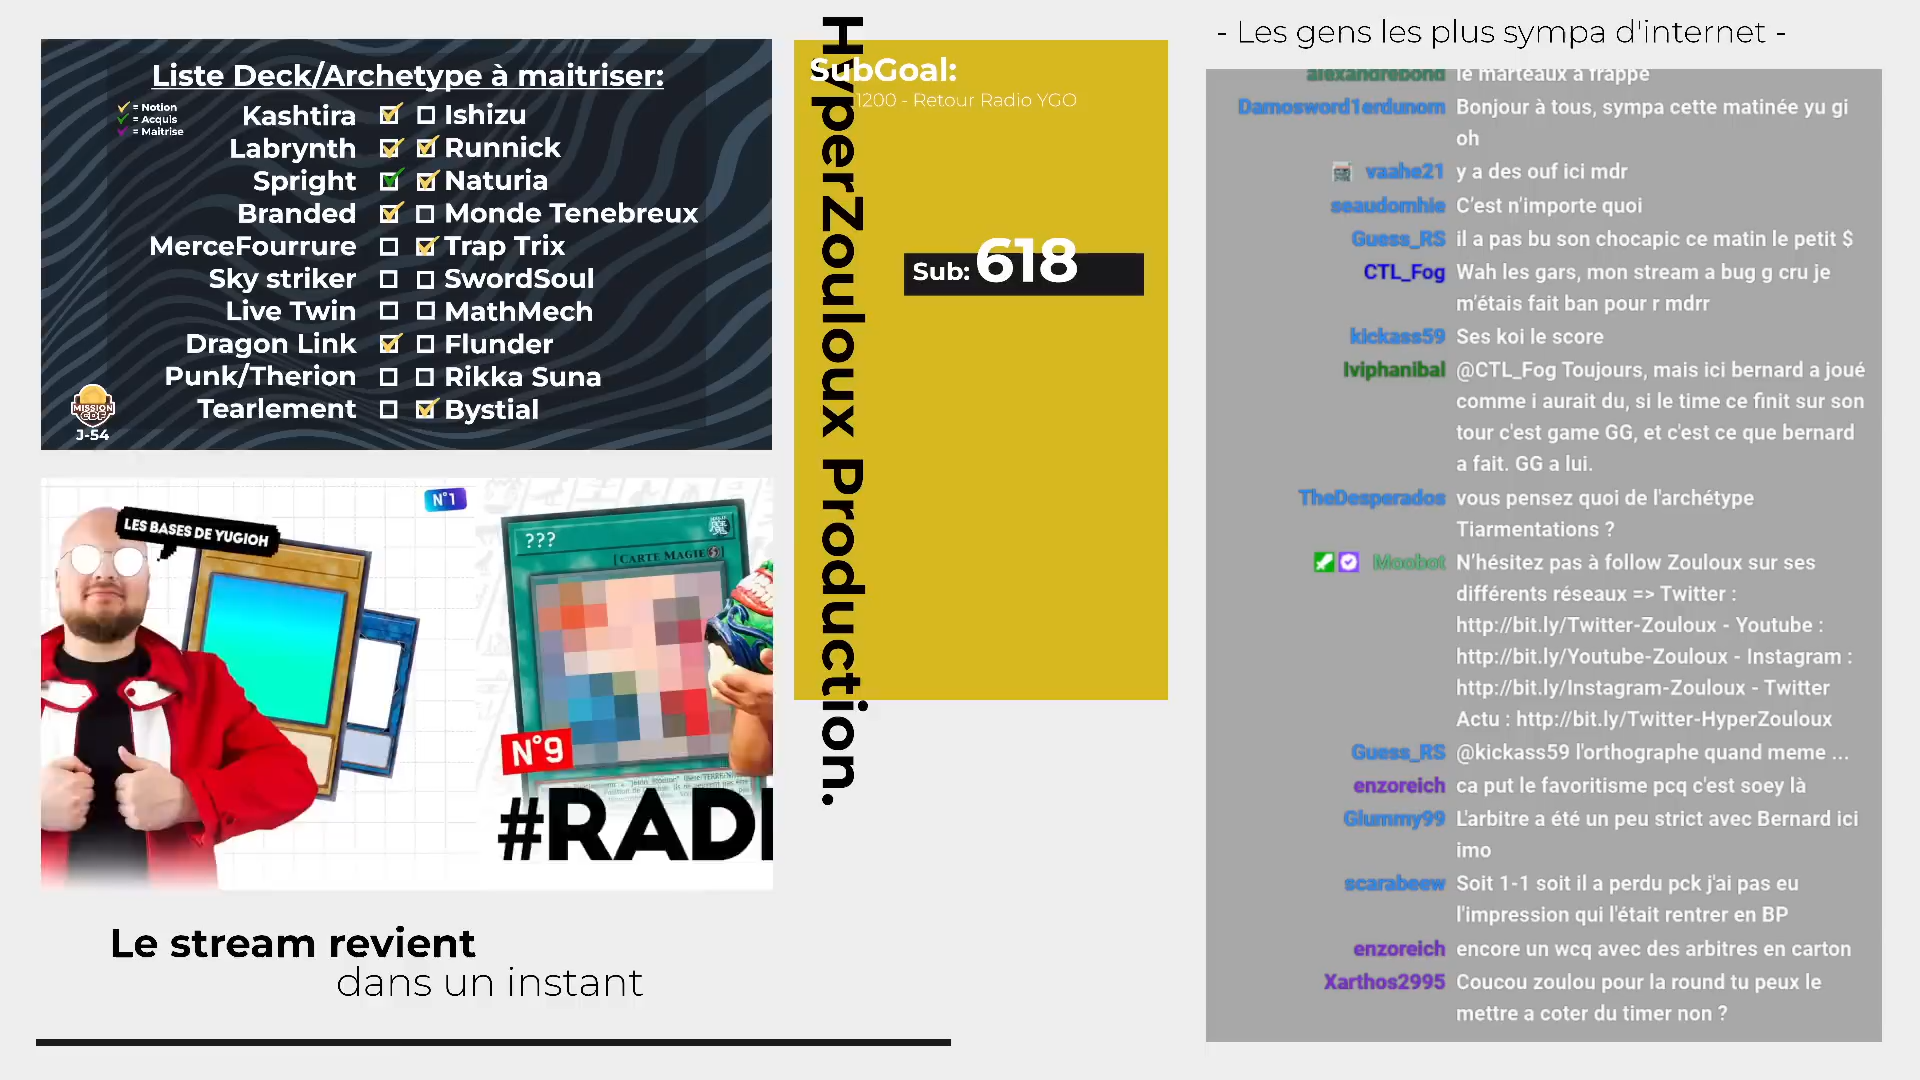 Liste Deck/Archetype à maitriser:
= Notion
= Acquis
= Maitrise
Kashtira
Ishizu
Labrynth
Runnick
Spright
Naturia
Branded
Monde Tenebreux
MerceFourrure
Trap Trix
Sky striker
SwordSoul
Live Twin
MathMech
Dragon Link
Flunder
Punk/Therion
Rikka Suna
Tearlement
Bystial
MISSION
CDF
J-54
LES BASES DE YUGIOH
N°1
???
[CARTE MAGIE]
N°9
#RADI
Le stream revient
dans un instant
HyperZouloux Production.
SubGoal:
1200 - Retour Radio YGO
Sub: 618
- Les gens les plus sympa d'internet -
alexandrebond le marteaux a frappé
Damosword1erdunom Bonjour à tous, sympa cette matinée yu gi
oh
vaahe21 y a des ouf ici mdr
seaudomhie C’est n’importe quoi
Guess_RS il a pas bu son chocapic ce matin le petit $
CTL_Fog Wah les gars, mon stream a bug g cru je
m'étais fait ban pour r mdrr
kickass59 Ses koi le score
lviphanibal @CTL_Fog Toujours, mais ici bernard a joué
comme i aurait du, si le time ce finit sur son
tour c'est game GG, et c'est ce que bernard
a fait. GG a lui.
TheDesperados vous pensez quoi de l'archétype
Tiarmentations ?
Moobot N’hésitez pas à follow Zouloux sur ses
différents réseaux => Twitter :
http://bit.ly/Twitter-Zouloux - Youtube :
http://bit.ly/Youtube-Zouloux - Instagram :
http://bit.ly/Instagram-Zouloux - Twitter
Actu : http://bit.ly/Twitter-HyperZouloux
Guess_RS @kickass59 l'orthographe quand meme ...
enzoreich ca put le favoritisme pcq c'est soey là
Glummy99 L'arbitre a été un peu strict avec Bernard ici
imo
scarabeew Soit 1-1 soit il a perdu pck j'ai pas eu
l'impression qui l'était rentrer en BP
enzoreich encore un wcq avec des arbitres en carton
Xarthos2995 Coucou zoulou pour la round tu peux le
mettre a coter du timer non ?